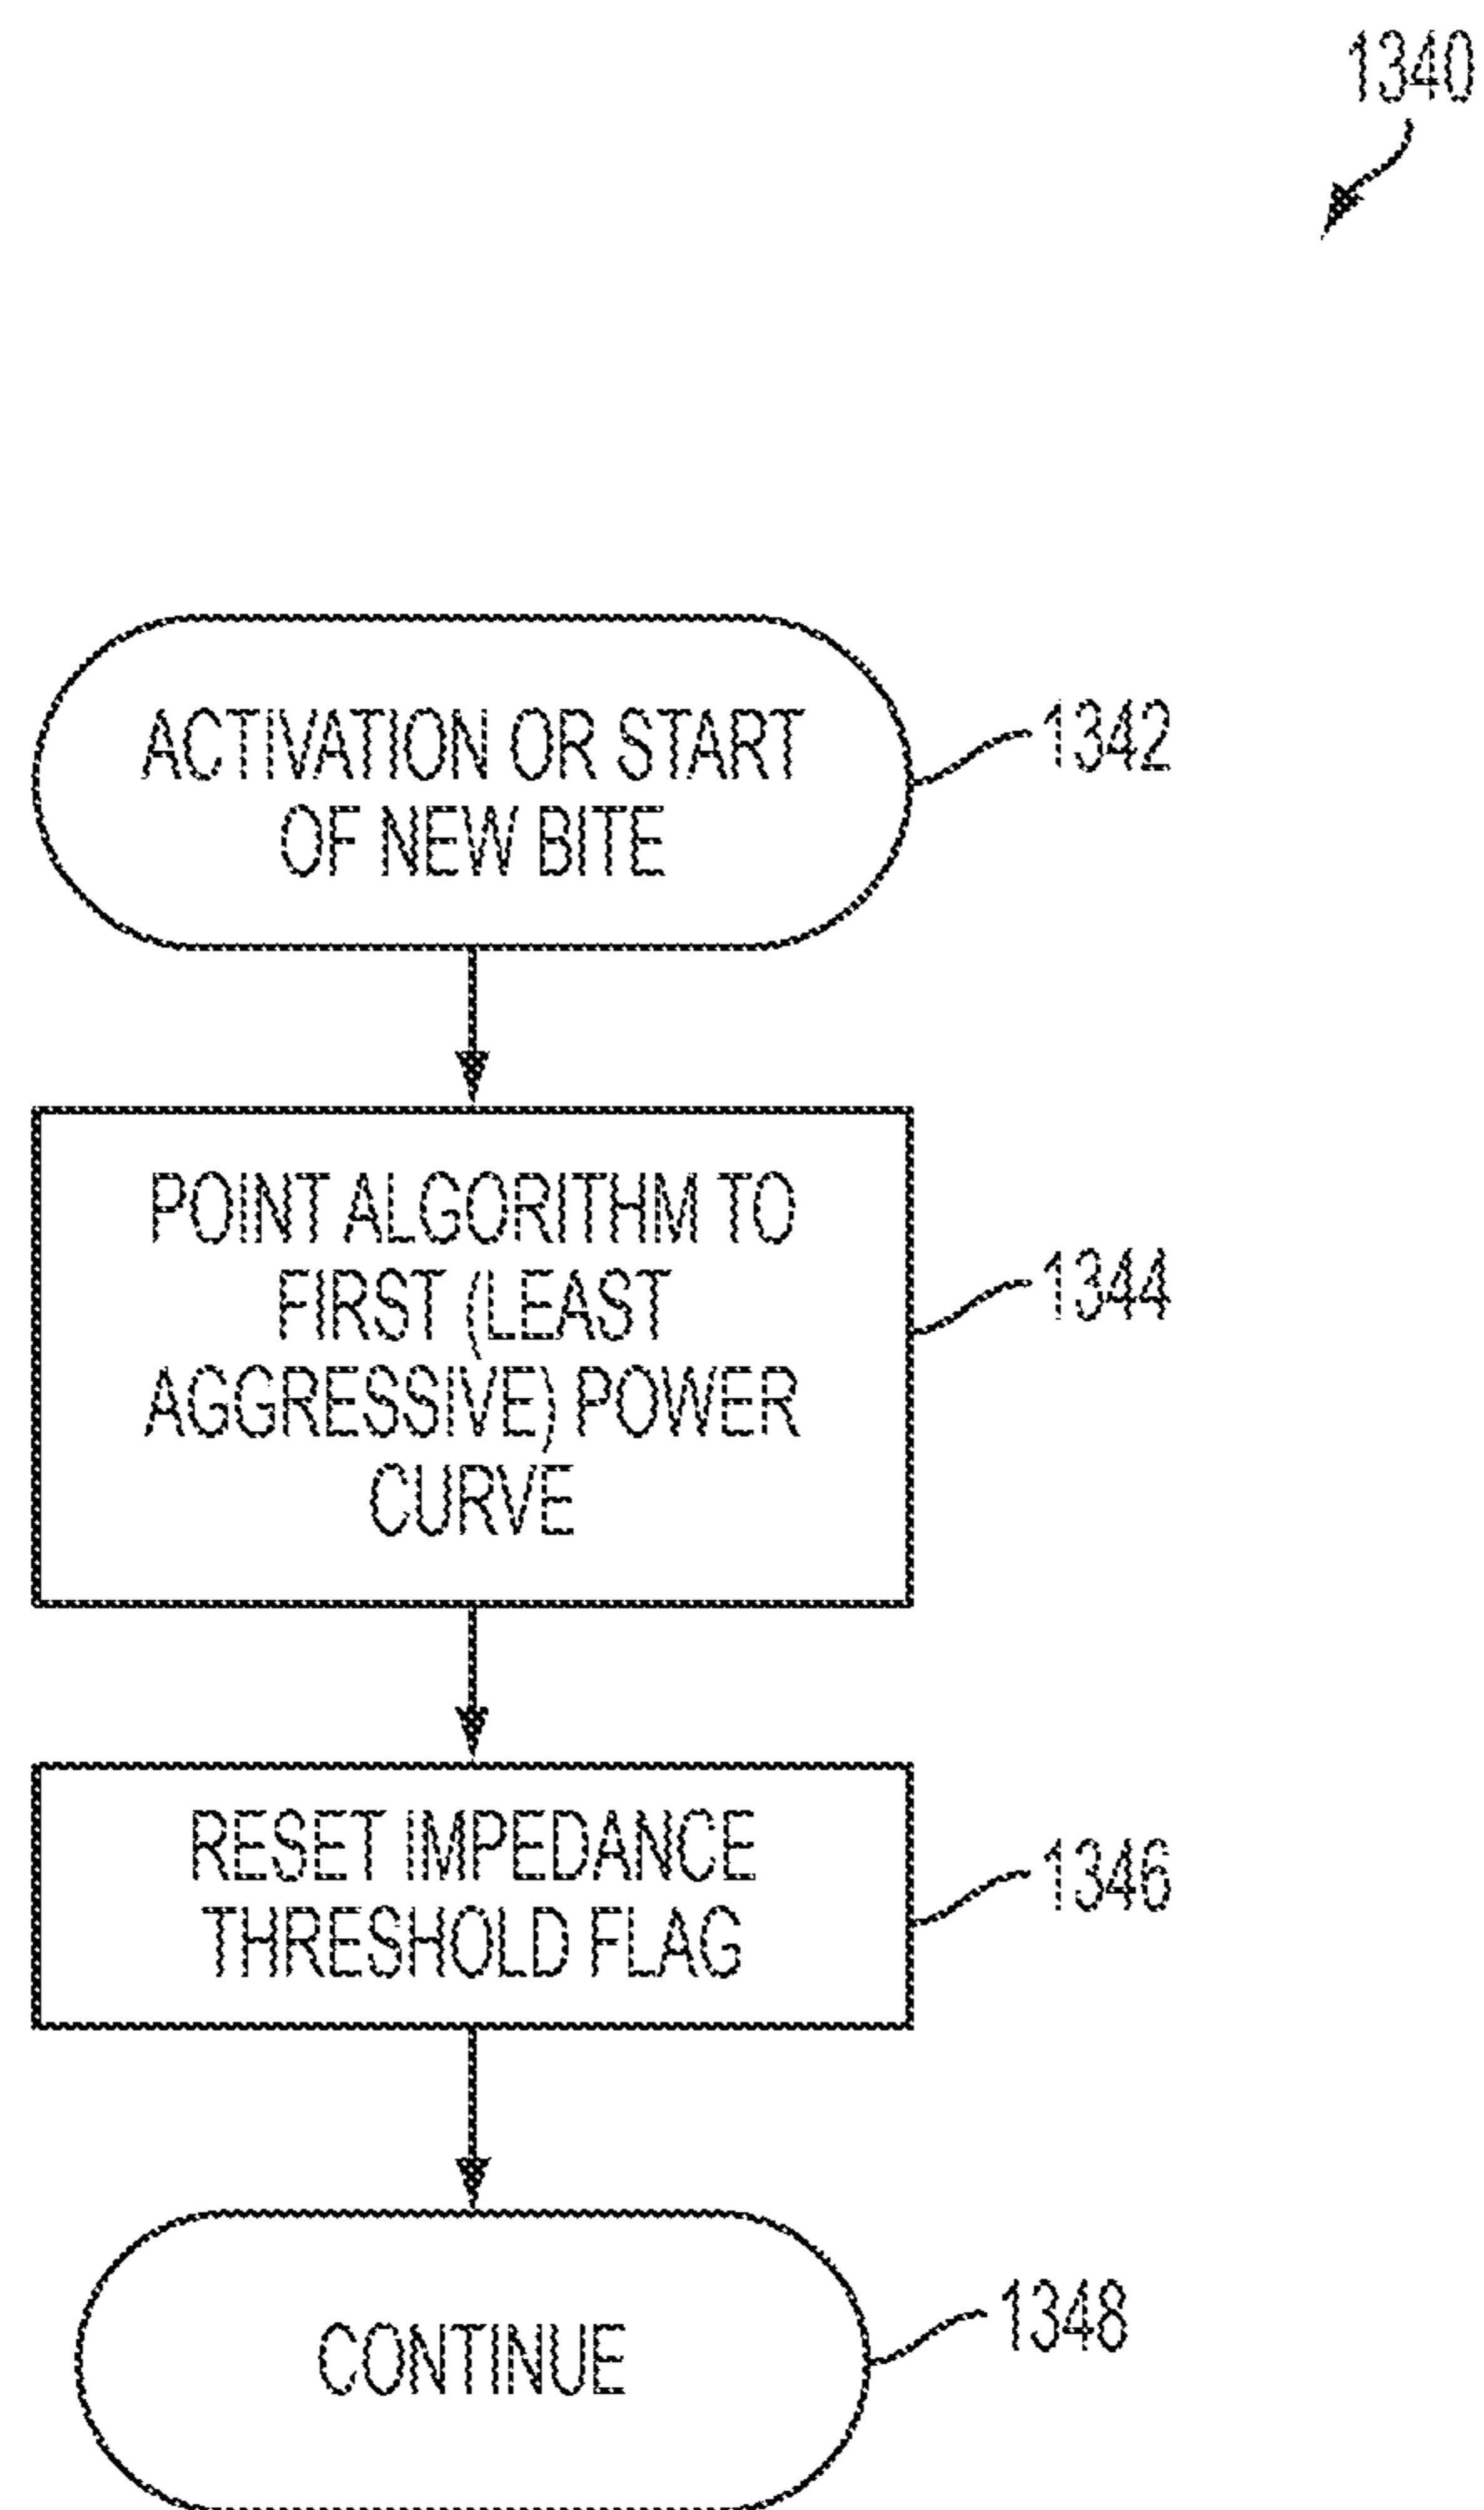 1340
ACTIVATION OR START
OF NEW BITE
1342
POINT ALGORITHM TO
FIRST (LEAST
AGGRESSIVE) POWER
CURVE
1344
RESET IMPEDANCE
THRESHOLD FLAG
1346
CONTINUE
1348